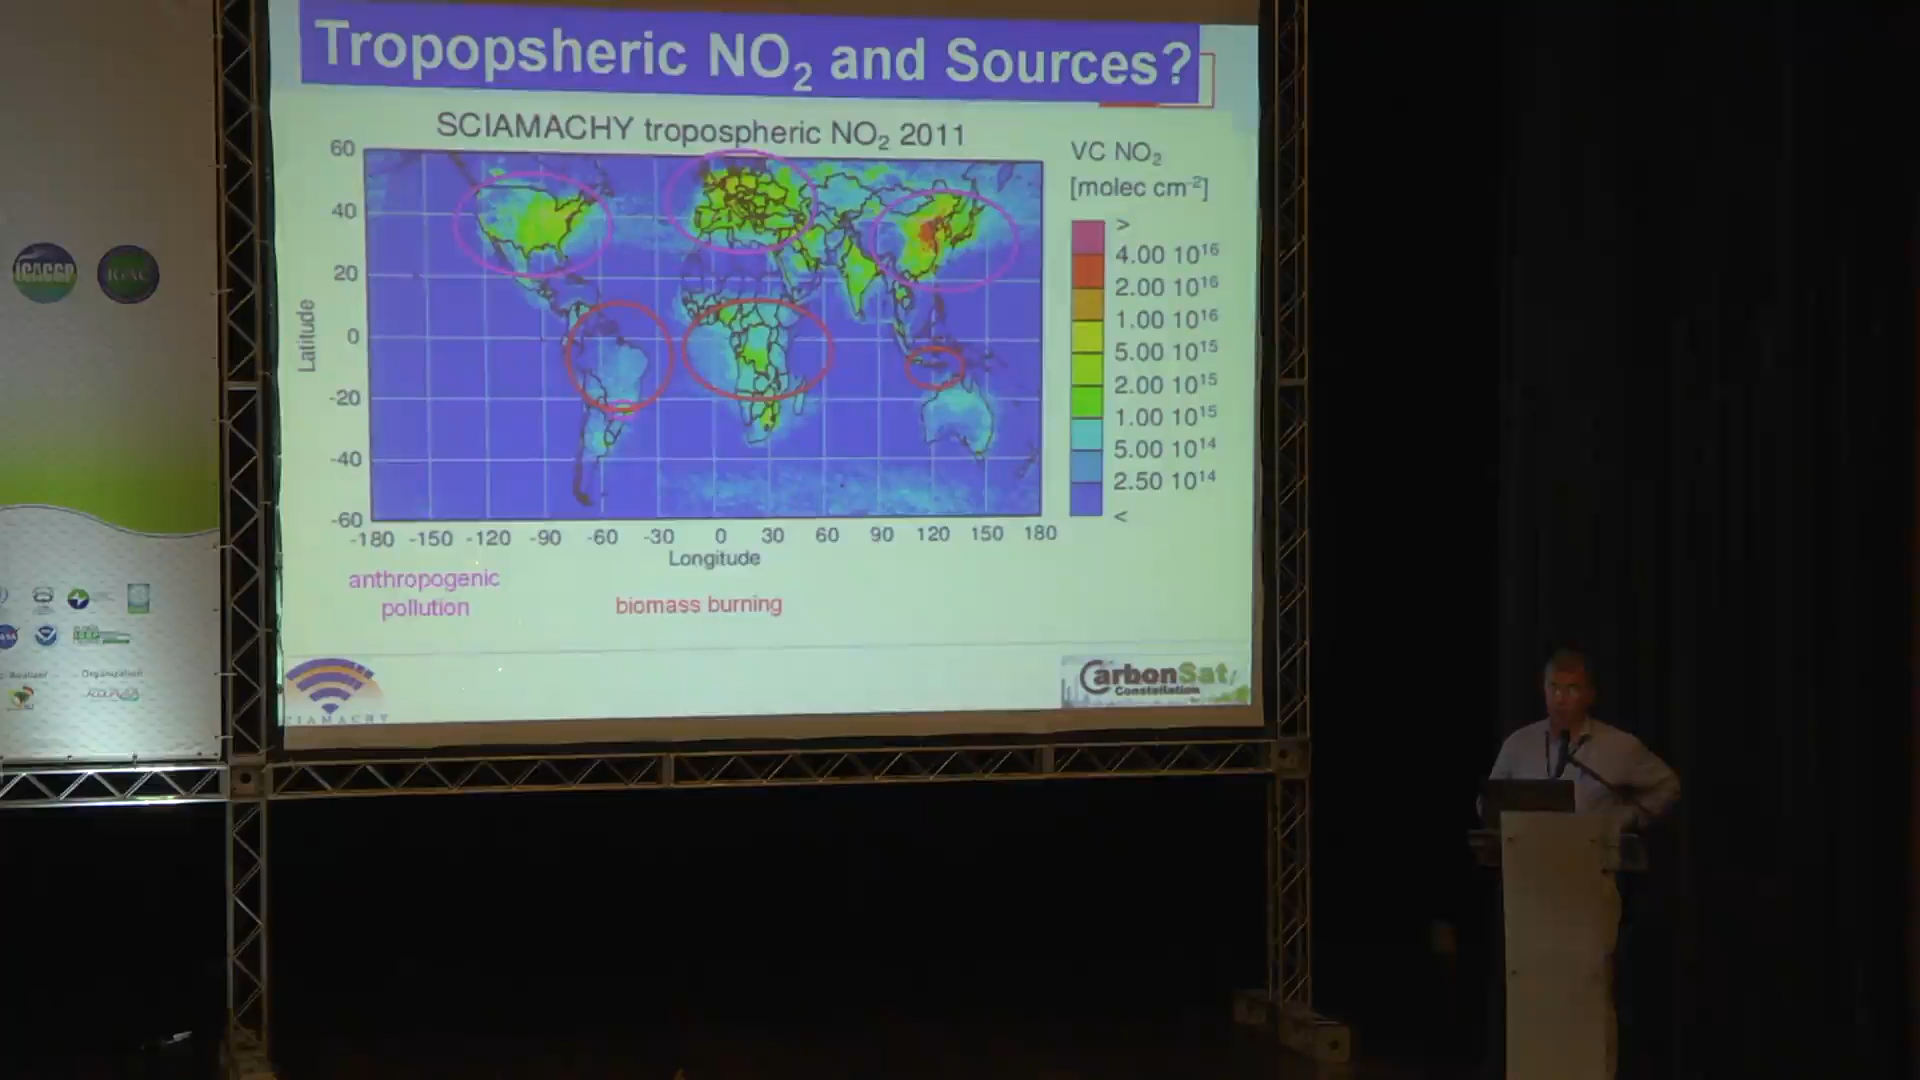 Tropopsheric NO₂ and Sources?
SCIAMACHY tropospheric NO₂ 2011
VC NO₂
[molec cm⁻²]
>
4.00 10¹⁶
2.00 10¹⁶
1.00 10¹⁶
5.00 10¹⁵
2.00 10¹⁵
1.00 10¹⁵
5.00 10¹⁴
2.50 10¹⁴
<
60
40
20
0
-20
-40
-60
Latitude
-180 -150 -120 -90 -60 -30 0 30 60 90 120 150 180
Longitude
anthropogenic
pollution
biomass burning
CarbonSat
Constellation
SCIAMACHY
iCACGP
IGAC
Organization